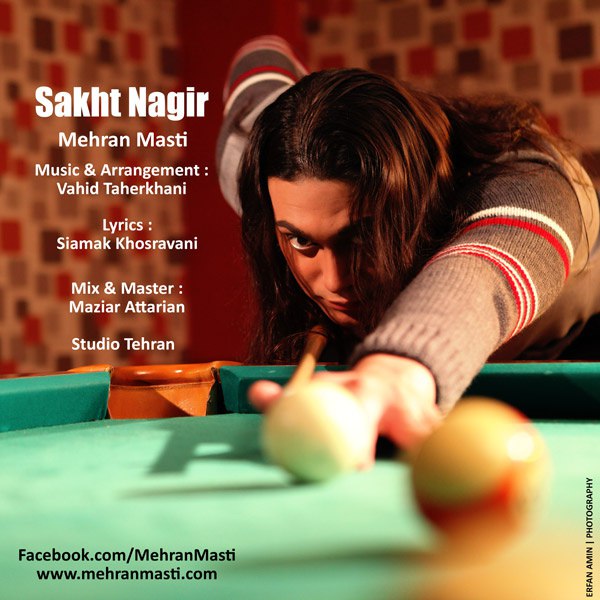 Sakht Nagir
Mehran Masti
Music & Arrangement :
Vahid Taherkhani
Lyrics :
Siamak Khosravani
Mix & Master :
Maziar Attarian
Studio Tehran
Facebook.com/MehranMasti
www.mehranmasti.com
ERFAN AMIN | PHOTOGRAPHY